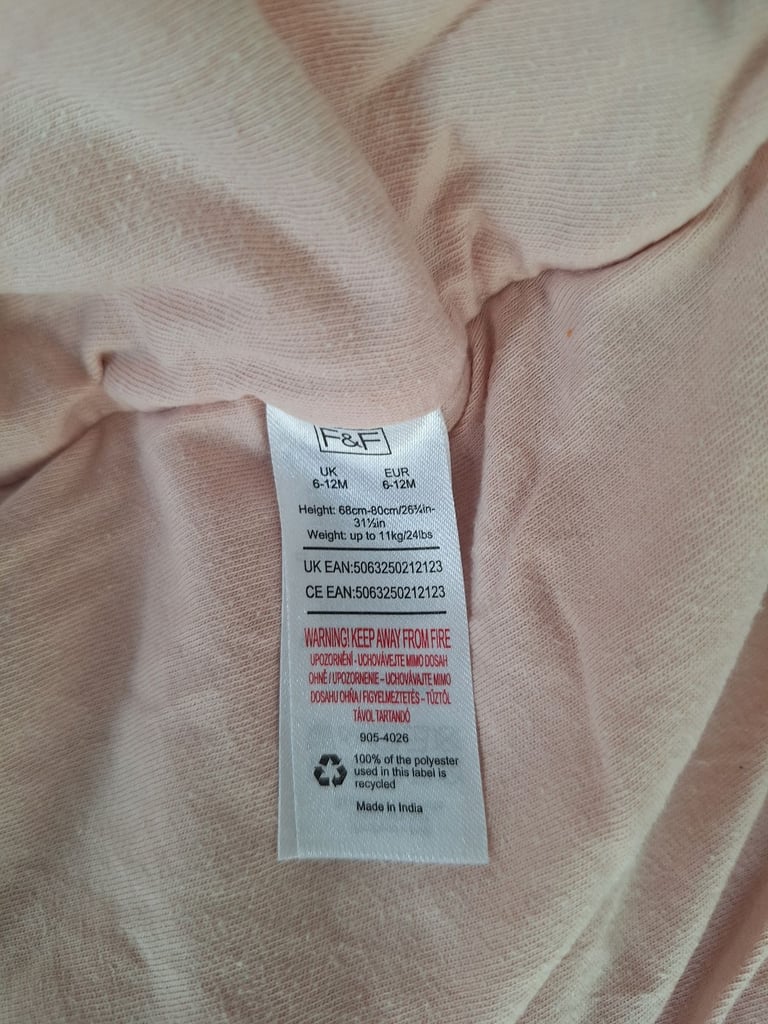 F&F
UK EUR
6-12M 6-12M
Height: 68cm-80cm/26¾in-
31½in
Weight: up to 11kg/24lbs
UK EAN:5063250212123
CE EAN:5063250212123
WARNING! KEEP AWAY FROM FIRE
UPOZORNĚNÍ - UCHOVÁVEJTE MIMO DOSAH
OHNĚ / UPOZORNENIE – UCHOVÁVAJTE MIMO
DOSAHU OHŇA / FIGYELMEZTETÉS – TŰZTŐL
TÁVOL TARTANDÓ
905-4026
100% of the polyester
used in this label is
recycled
Made in India